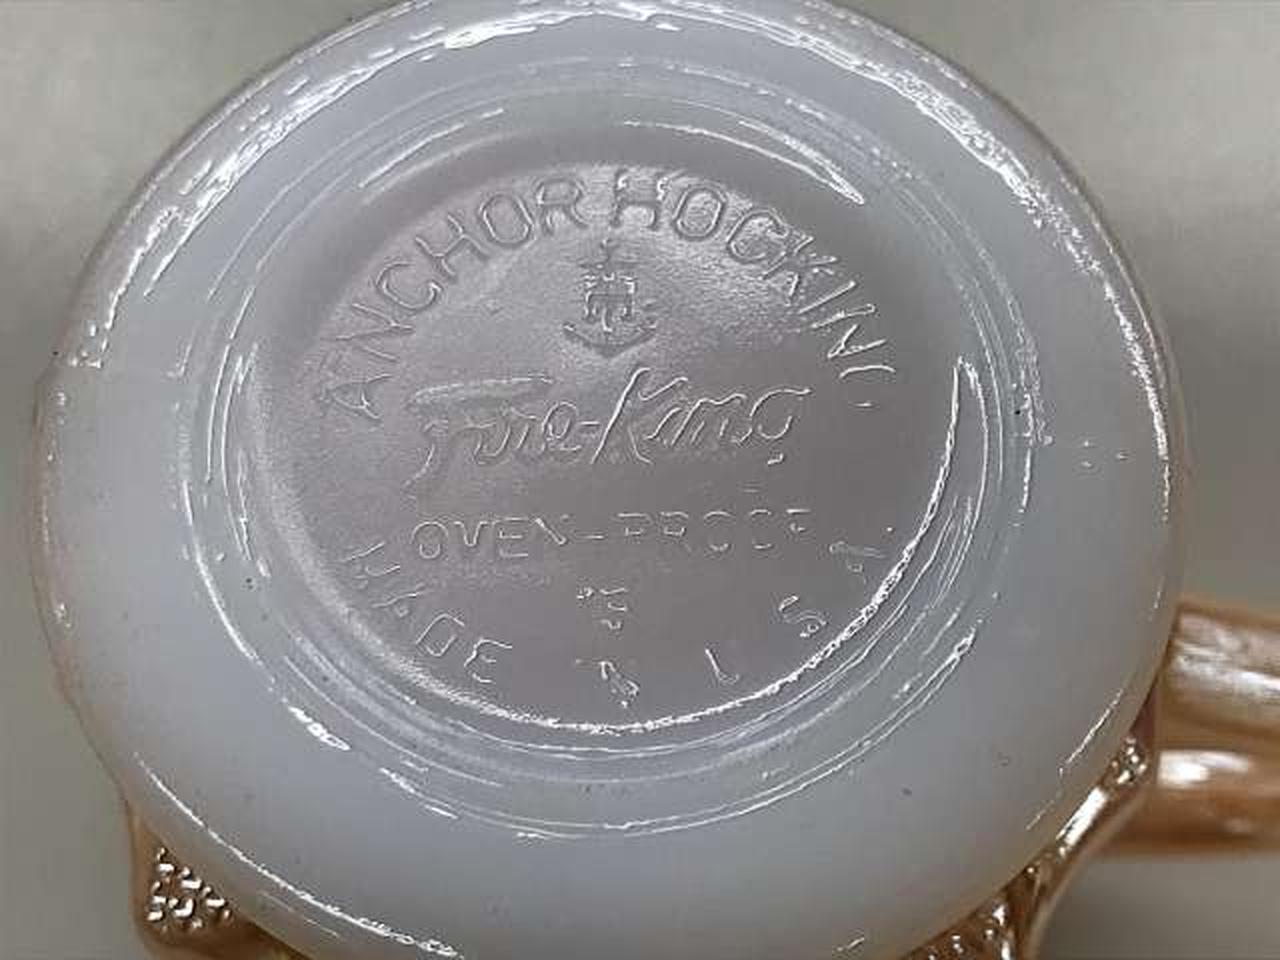 ANCHOR HOCKING
Fire-King
OVEN-PROOF
MADE IN U S A